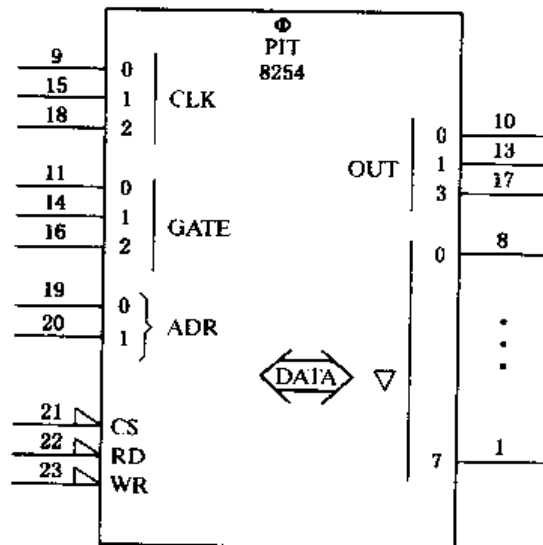 Φ
PIT
8254
9 0
15 1 CLK
18 2
11 0
14 1 GATE
16 2
19 0
20 1 ADR
21 CS
22 RD
23 WR
0 10
OUT 1 13
3 17
0 8
DATA
7 1